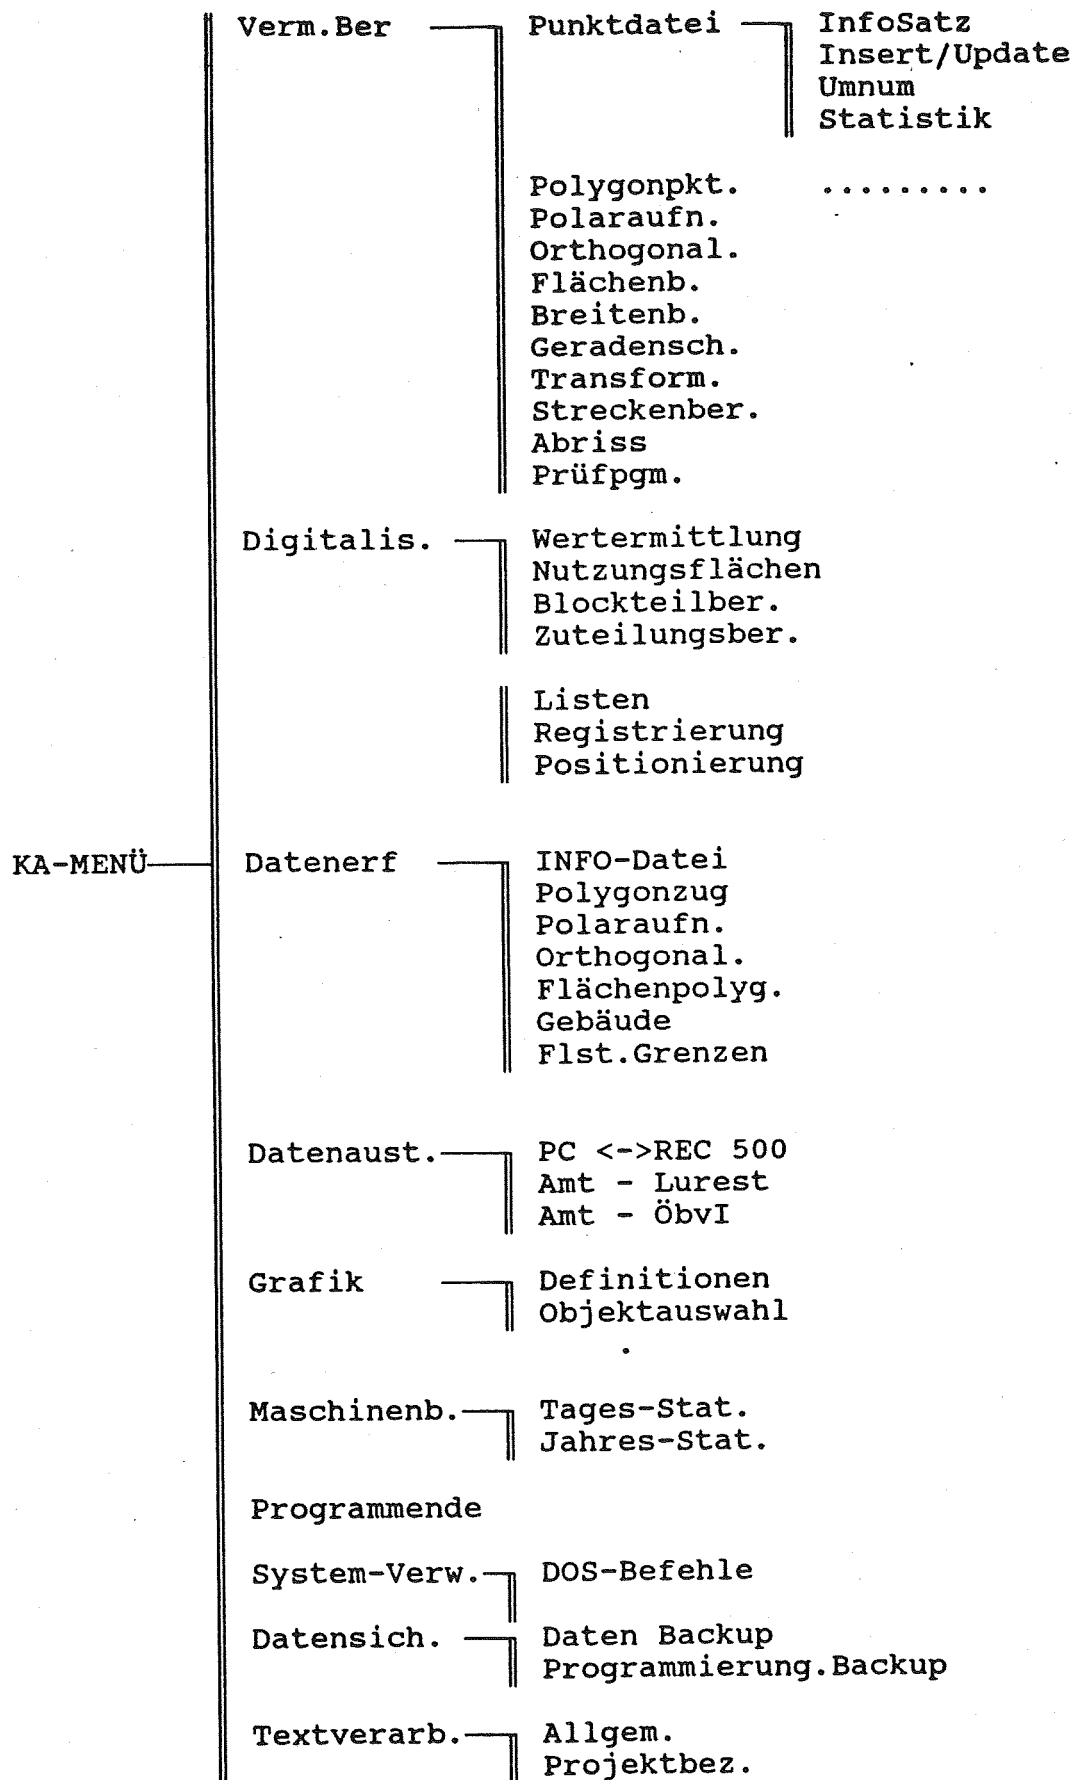 Verm.Ber Punktdatei InfoSatz
Insert/Update
Umnum
Statistik
Polygonpkt. .........
Polaraufn.
Orthogonal.
Flächenb.
Breitenb.
Geradensch.
Transform.
Streckenber.
Abriss
Prüfpgm.
Digitalis. Wertermittlung
Nutzungsflächen
Blockteilber.
Zuteilungsber.
Listen
Registrierung
Positionierung
KA-MENÜ Datenerf INFO-Datei
Polygonzug
Polaraufn.
Orthogonal.
Flächenpolyg.
Gebäude
Flst.Grenzen
Datenaust. PC <->REC 500
Amt - Lurest
Amt - ÖbvI
Grafik Definitionen
Objektauswahl
Maschinenb. Tages-Stat.
Jahres-Stat.
Programmende
System-Verw. DOS-Befehle
Datensich. Daten Backup
Programmierung.Backup
Textverarb. Allgem.
Projektbez.